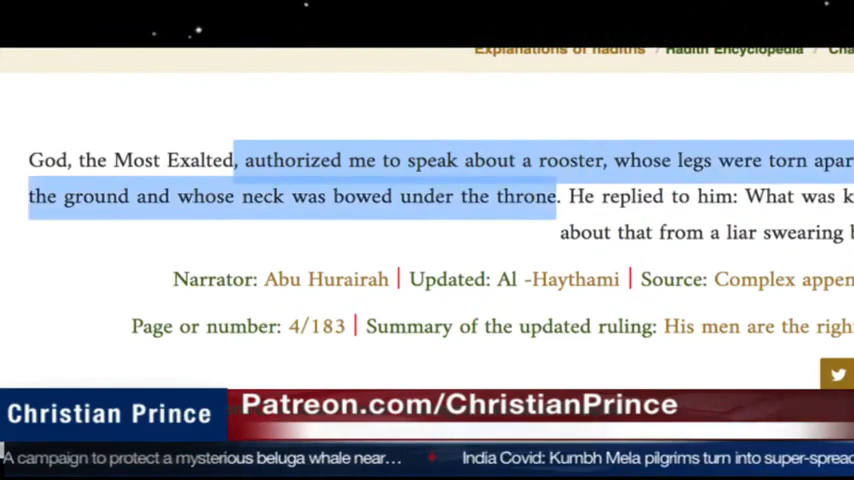 Explanations of hadiths / Hadith Encyclopedia / Cha
God, the Most Exalted, authorized me to speak about a rooster, whose legs were torn apar
the ground and whose neck was bowed under the throne. He replied to him: What was k
about that from a liar swearing b
Narrator: Abu Hurairah | Updated: Al -Haythami | Source: Complex appen
Page or number: 4/183 | Summary of the updated ruling: His men are the righ
Christian Prince
Patreon.com/ChristianPrince
A campaign to protect a mysterious beluga whale near...
India Covid: Kumbh Mela pilgrims turn into super-spread